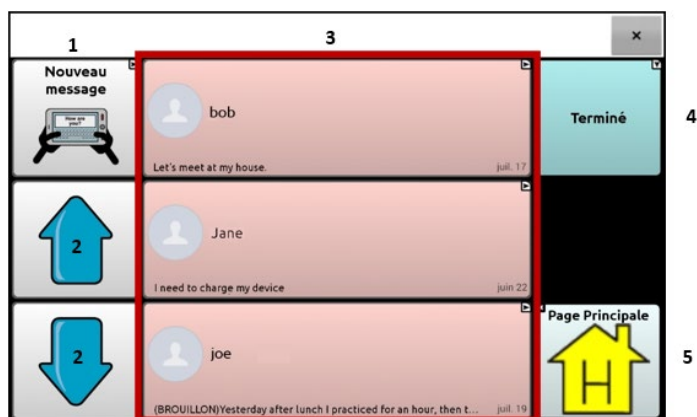 1
3
×
Nouveau
message
How are
you?
bob
Let's meet at my house.
juil. 17
Terminé
4
2
Jane
I need to charge my device
juin 22
2
joe
(BROUILLON)Yesterday after lunch I practiced for an hour, then t...
juil. 19
Page Principale
H
5